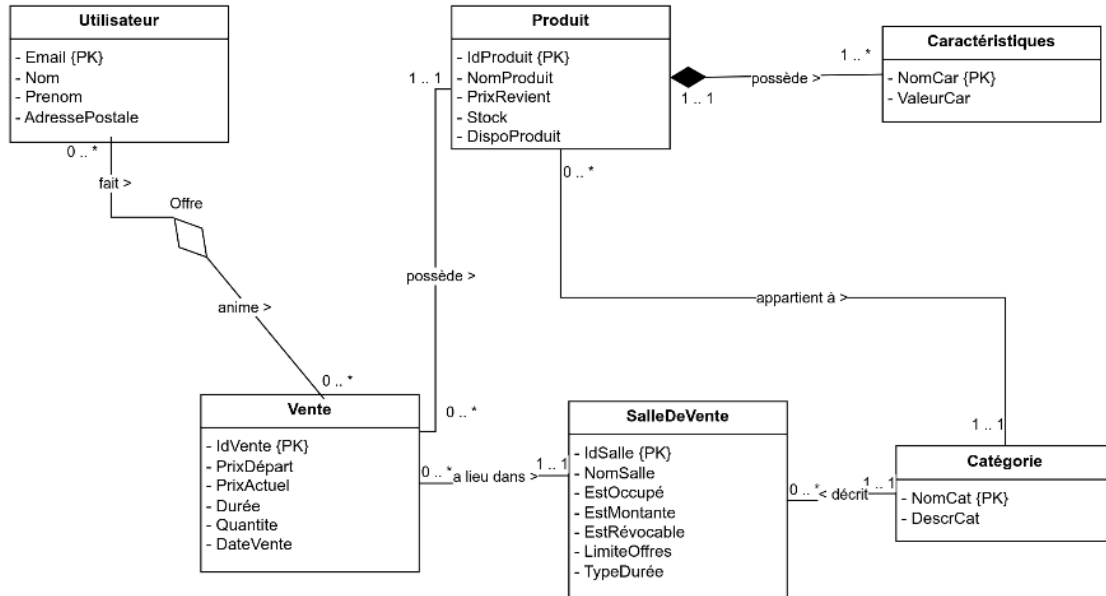 Utilisateur
- Email {PK}
- Nom
- Prenom
- AdressePostale
0 .. *
fait >
Offre
anime >
0 .. *
Produit
- IdProduit {PK}
- NomProduit
- PrixRevient
- Stock
- DispoProduit
1 .. 1
possède >
0 .. *
1 .. 1
possède >
1 .. *
Caractéristiques
- NomCar {PK}
- ValeurCar
0 .. *
appartient à >
1 .. 1
Vente
- IdVente {PK}
- PrixDépart
- PrixActuel
- Durée
- Quantite
- DateVente
0 .. *
a lieu dans >
1 .. 1
SalleDeVente
- IdSalle {PK}
- NomSalle
- EstOccupé
- EstMontante
- EstRévocable
- LimiteOffres
- TypeDurée
0 .. *
< décrit
1 .. 1
Catégorie
- NomCat {PK}
- DescrCat